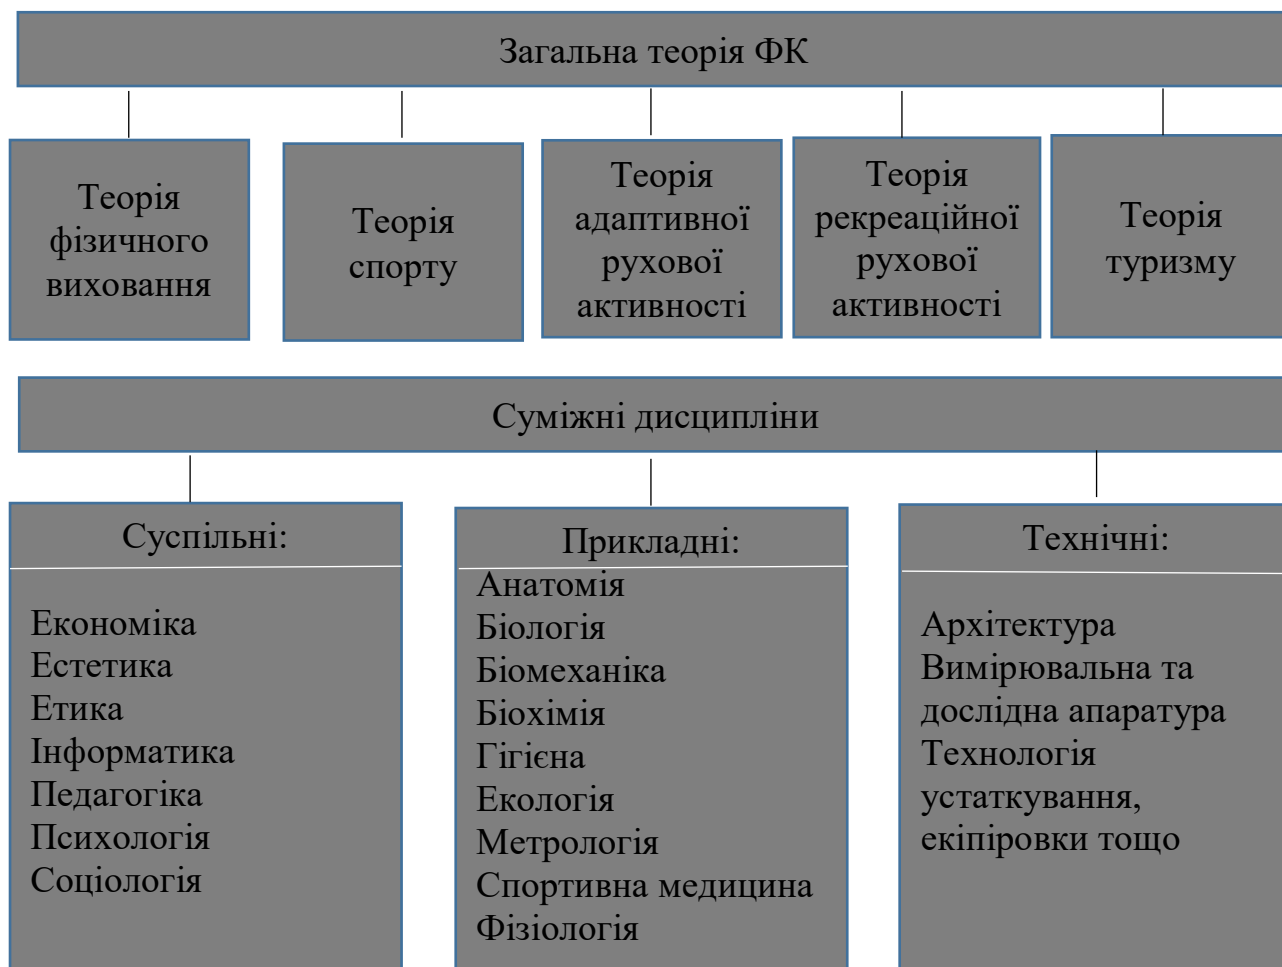 Загальна теорія ФК
Теорія
фізичного
виховання
Теорія
спорту
Теорія
адаптивної
рухової
активності
Теорія
рекреаційної
рухової
активності
Теорія
туризму
Суміжні дисципліни
Суспільні:
Економіка
Естетика
Етика
Інформатика
Педагогіка
Психологія
Соціологія
Прикладні:
Анатомія
Біологія
Біомеханіка
Біохімія
Гігієна
Екологія
Метрологія
Спортивна медицина
Фізіологія
Технічні:
Архітектура
Вимірювальна та
дослідна апаратура
Технологія
устаткування,
екіпіровки тощо